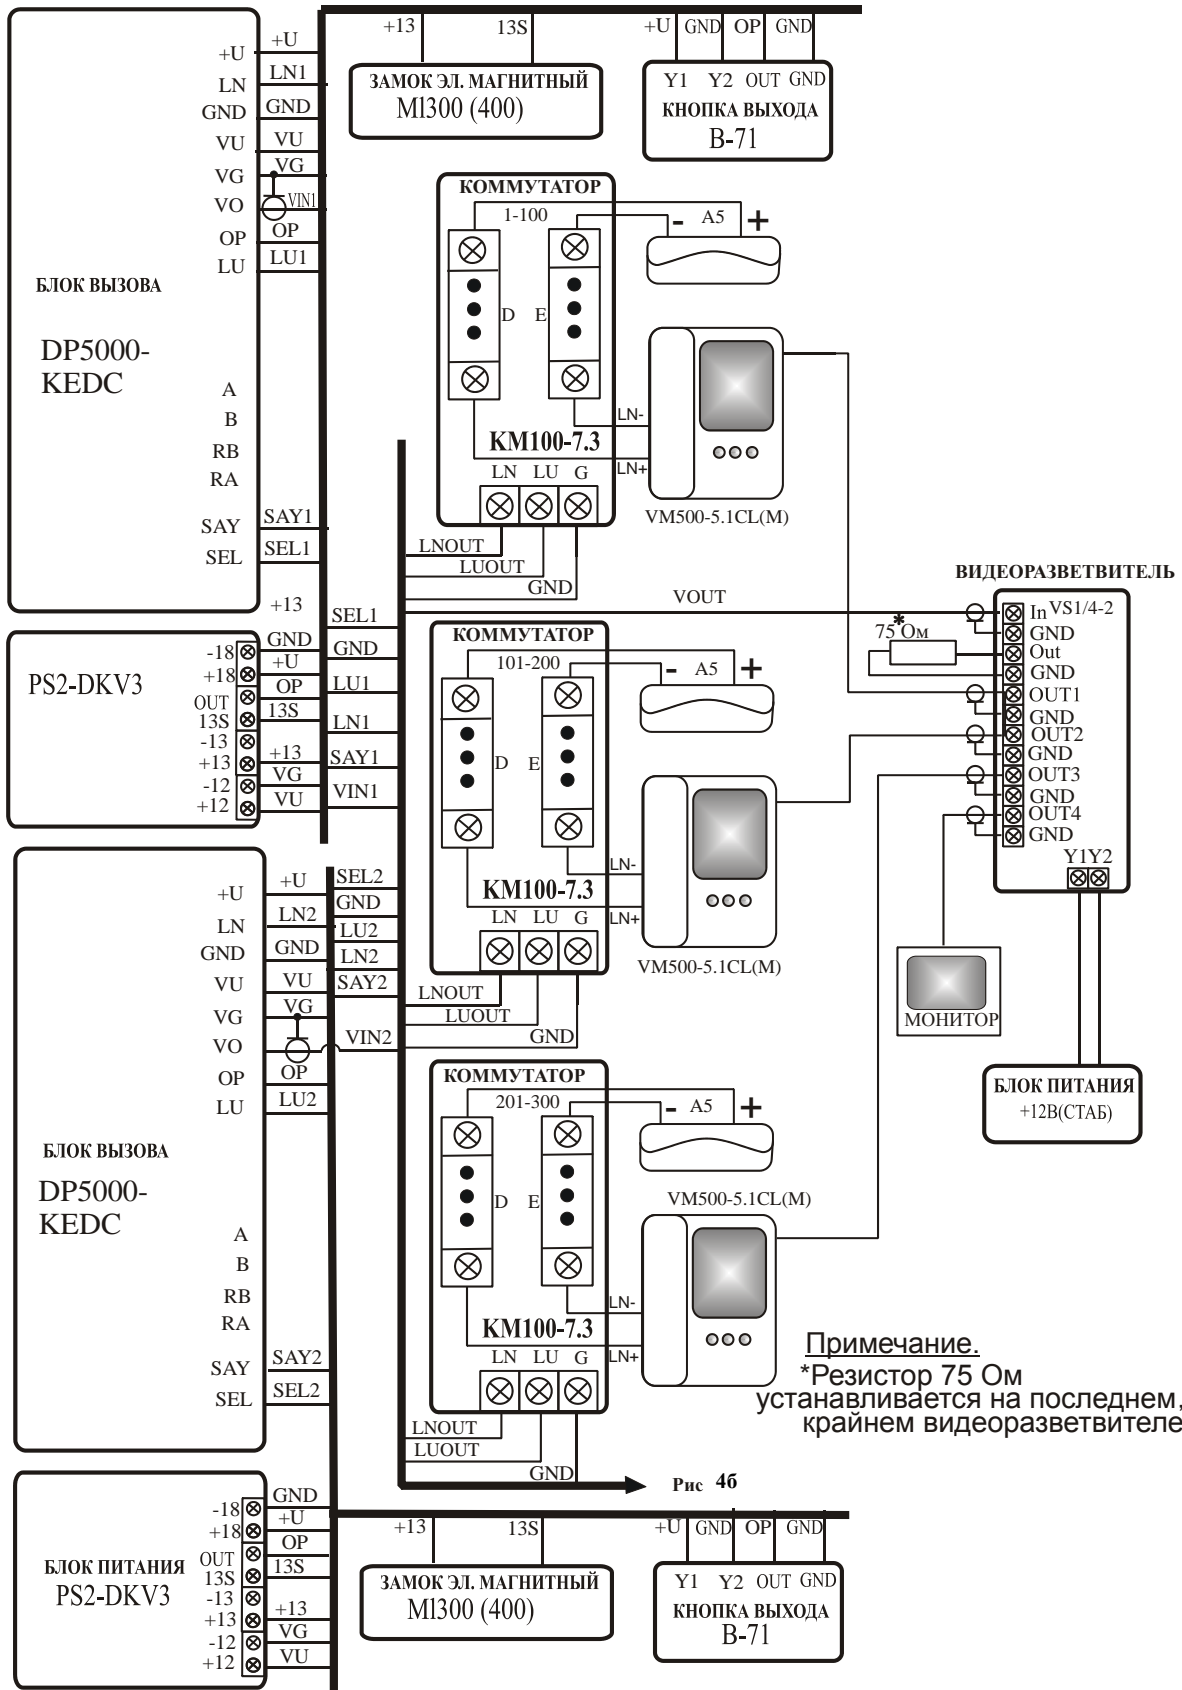 +13
13S
+U
GND
OP
GND
ЗАМОК ЭЛ. МАГНИТНЫЙ
Ml300 (400)
Y1 Y2 OUT GND
КНОПКА ВЫХОДА
B-71
+U
+U
LN
LN1
GND
GND
VU
VU
VG
VG
VO
VIN1
OP
OP
LU
LU1
БЛОК ВЫЗОВА
DP5000-
KEDC
A
B
RB
RA
SAY
SAY1
SEL
SEL1
КОММУТАТОР
1-100
- A5 +
D E
LN-
KM100-7.3
LN+
LN LU G
VM500-5.1CL(M)
LNOUT
LUOUT
GND
VOUT
ВИДЕОРАЗВЕТВИТЕЛЬ
In VS1/4-2
GND
Out
GND
OUT1
GND
OUT2
GND
OUT3
GND
OUT4
GND
Y1Y2
*
75 Ом
+13
PS2-DKV3
-18
GND
+18
+U
OUT
OP
13S
13S
-13
+13
+13
-12
VG
+12
VU
SEL1
GND
LU1
LN1
SAY1
VIN1
КОММУТАТОР
101-200
- A5 +
D E
LN-
KM100-7.3
LN+
LN LU G
VM500-5.1CL(M)
LNOUT
LUOUT
GND
МОНИТОР
БЛОК ПИТАНИЯ
+12В(СТАБ)
+U
+U
LN
LN2
GND
GND
VU
VU
VG
VG
VO
OP
OP
LU
LU2
БЛОК ВЫЗОВА
DP5000-
KEDC
A
B
RB
RA
SAY
SAY2
SEL
SEL2
SEL2
GND
LU2
LN2
SAY2
VIN2
КОММУТАТОР
201-300
- A5 +
D E
VM500-5.1CL(M)
LN-
KM100-7.3
LN+
LN LU G
LNOUT
LUOUT
GND
Примечание.
*Резистор 75 Ом
устанавливается на последнем,
крайнем видеоразветвителе
Рис 4б
БЛОК ПИТАНИЯ
PS2-DKV3
-18
GND
+18
+U
OUT
OP
13S
13S
-13
+13
+13
-12
VG
+12
VU
+13
13S
+U
GND
OP
GND
ЗАМОК ЭЛ. МАГНИТНЫЙ
Ml300 (400)
Y1 Y2 OUT GND
КНОПКА ВЫХОДА
B-71